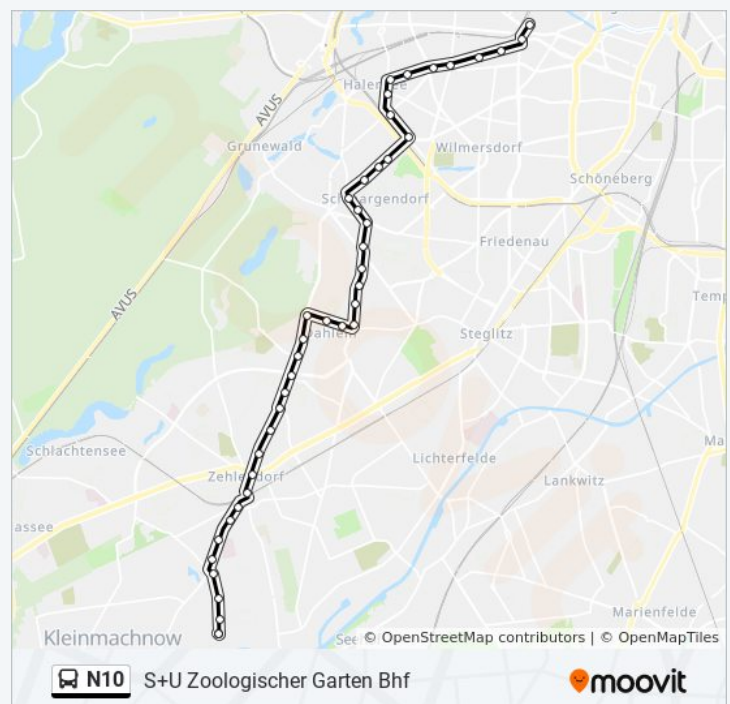 Halensee
AVUS
Grunewald
Wilmersdorf
Schöneberg
Schmargendorf
Friedenau
AVUS
Temp
Dahlem
Steglitz
Ma
Schlachtensee
Lichterfelde
Zehlendorf
Lankwitz
assee
Marienfelde
Kleinmachnow
See
© OpenStreetMap contributors | © OpenMapTiles
N10 S+U Zoologischer Garten Bhf
moovit